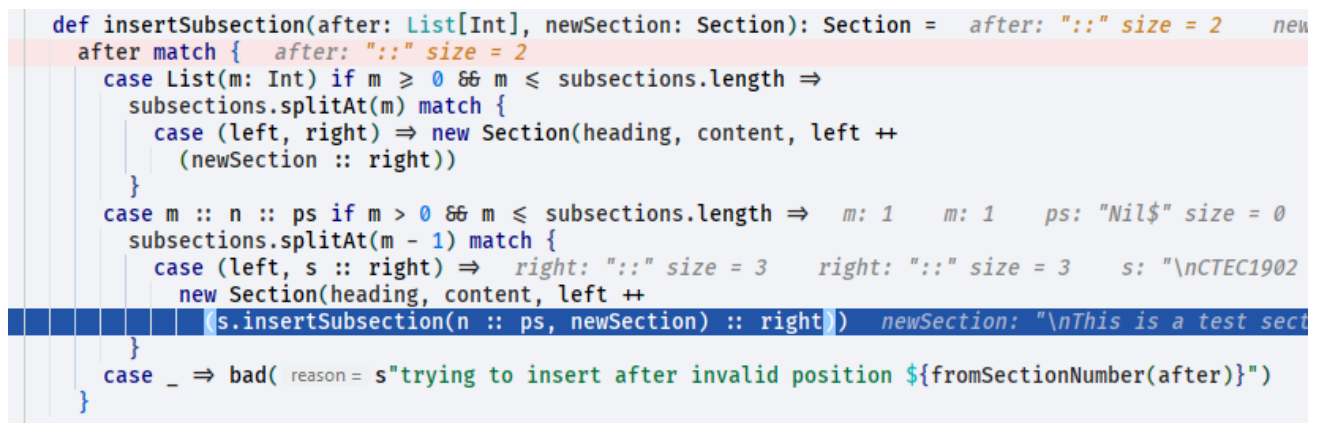 def insertSubsection(after: List[Int], newSection: Section): Section =   after: "::" size = 2    new
after match {   after: "::" size = 2
case List(m: Int) if m ⩾ 0 && m ⩽ subsections.length ⇒
subsections.splitAt(m) match {
case (left, right) ⇒ new Section(heading, content, left ++
(newSection :: right))
}
case m :: n :: ps if m > 0 && m ⩽ subsections.length ⇒   m: 1    m: 1    ps: "Nil$" size = 0
subsections.splitAt(m - 1) match {
case (left, s :: right) ⇒   right: "::" size = 3    right: "::" size = 3    s: "\nCTEC1902
new Section(heading, content, left ++
(s.insertSubsection(n :: ps, newSection) :: right))   newSection: "\nThis is a test sect
}
case _ ⇒ bad( reason = s"trying to insert after invalid position ${fromSectionNumber(after)}")
}